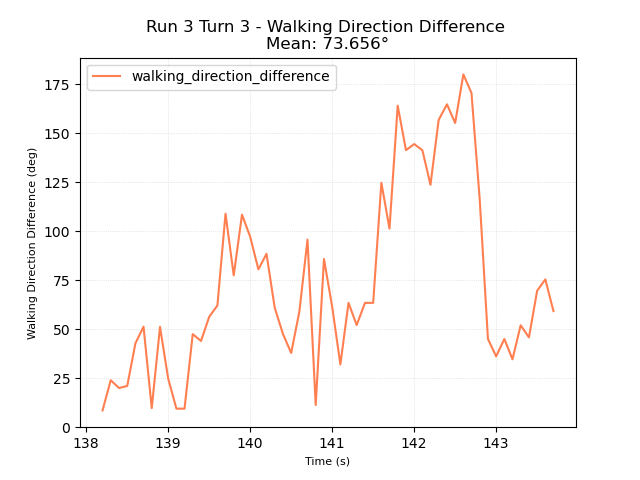 Run 3 Turn 3 - Walking Direction Difference
Mean: 73.656°
walking_direction_difference
Walking Direction Difference (deg)
175
150
125
100
75
50
25
0
138
139
140
141
142
143
Time (s)